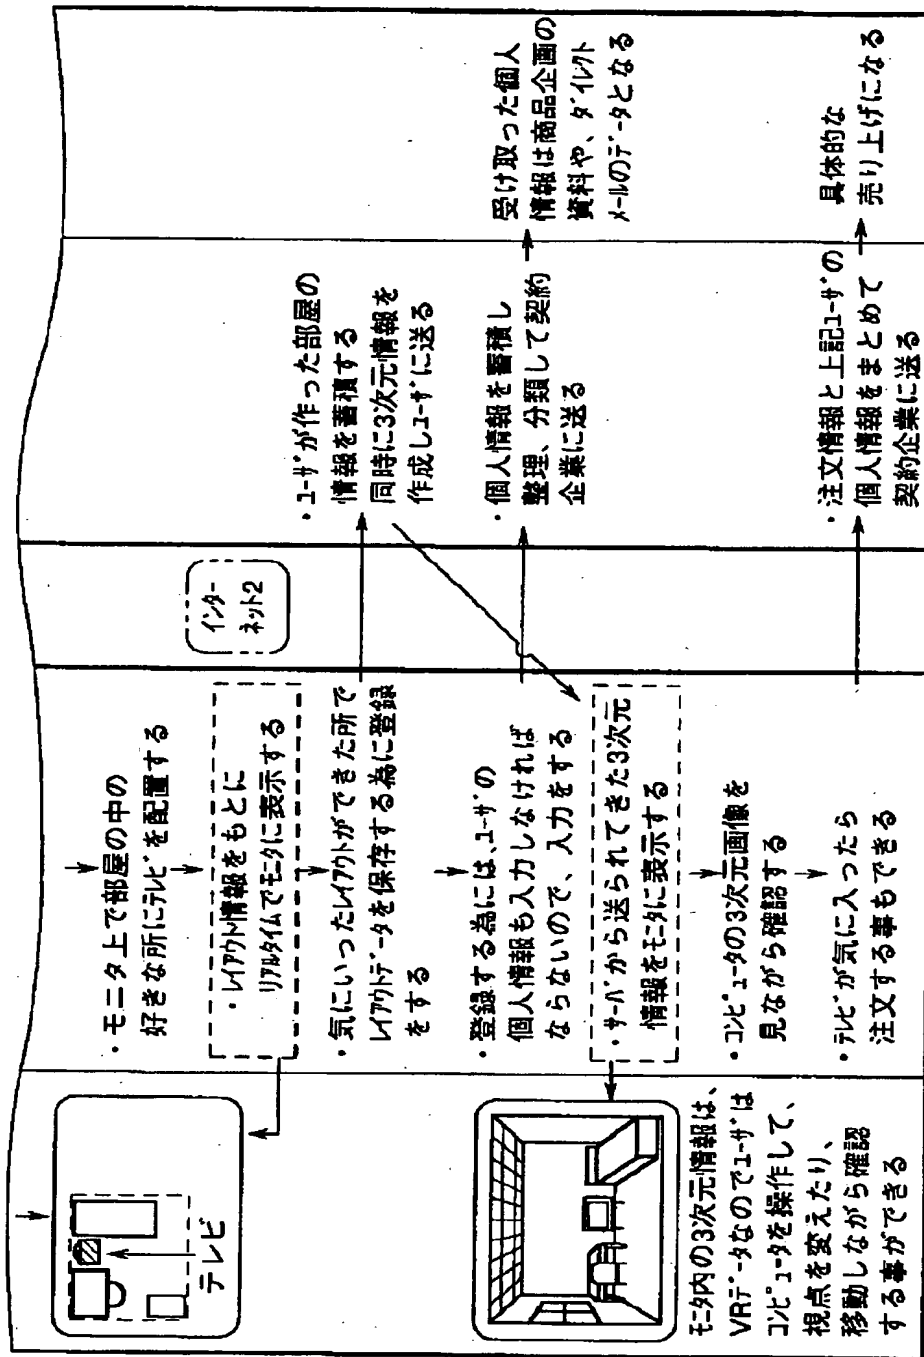 テレビ
モニタ内の3次元情報は、
VRデータなのでユーザは
コンピュータを操作して、
視点を変えたり、
移動しながら確認
する事ができる
・モニタ上で部屋の中の
好きな所にテレビを配置する
・レイアウト情報をもとに
リアルタイムでモニタに表示する
・気にいったレイアウトができた所で
レイアウトデータを保存する為に登録
をする
・登録する為には、ユーザの
個人情報も入力しなければ
ならないので、入力をする
・サーバから送られてきた3次元
情報をモニタに表示する
・コンピュータの3次元画像を
見ながら確認する
・テレビが気に入ったら
注文する事もできる
インター
ネット2
・ユーザが作った部屋の
情報を蓄積する
同時に3次元情報を
作成しユーザに送る
・個人情報を蓄積し
整理、分類して契約
企業に送る
・注文情報と上記ユーザの
個人情報をまとめて
契約企業に送る
受け取った個人
情報は商品企画の
資料や、ダイレクト
メールのデータとなる
具体的な
売り上げになる